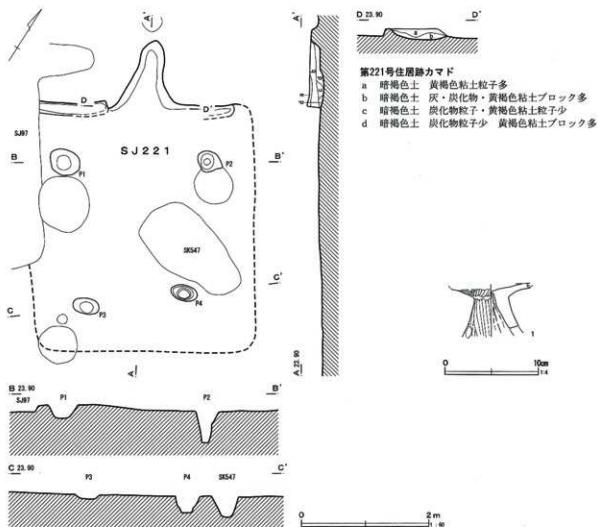 A
A'
D 23.90
D'
a
b
第221号住居跡カマド
a 暗褐色土 黄褐色粘土粒子多
b 暗褐色土 灰・炭化物・黄褐色粘土ブロック多
c 暗褐色土 炭化物粒子・黄褐色粘土粒子少
d 暗褐色土 炭化物粒子少 黄褐色粘土ブロック多
D
D'
SJ97
SJ221
B
B'
P1
P2
SK547
C
C'
P3
P4
A
A 23.90
1
0 10cm
1:4
B 23.90
B'
SJ97
P1
P2
C 23.90
C'
P3
P4
SK547
0 2m
1:60